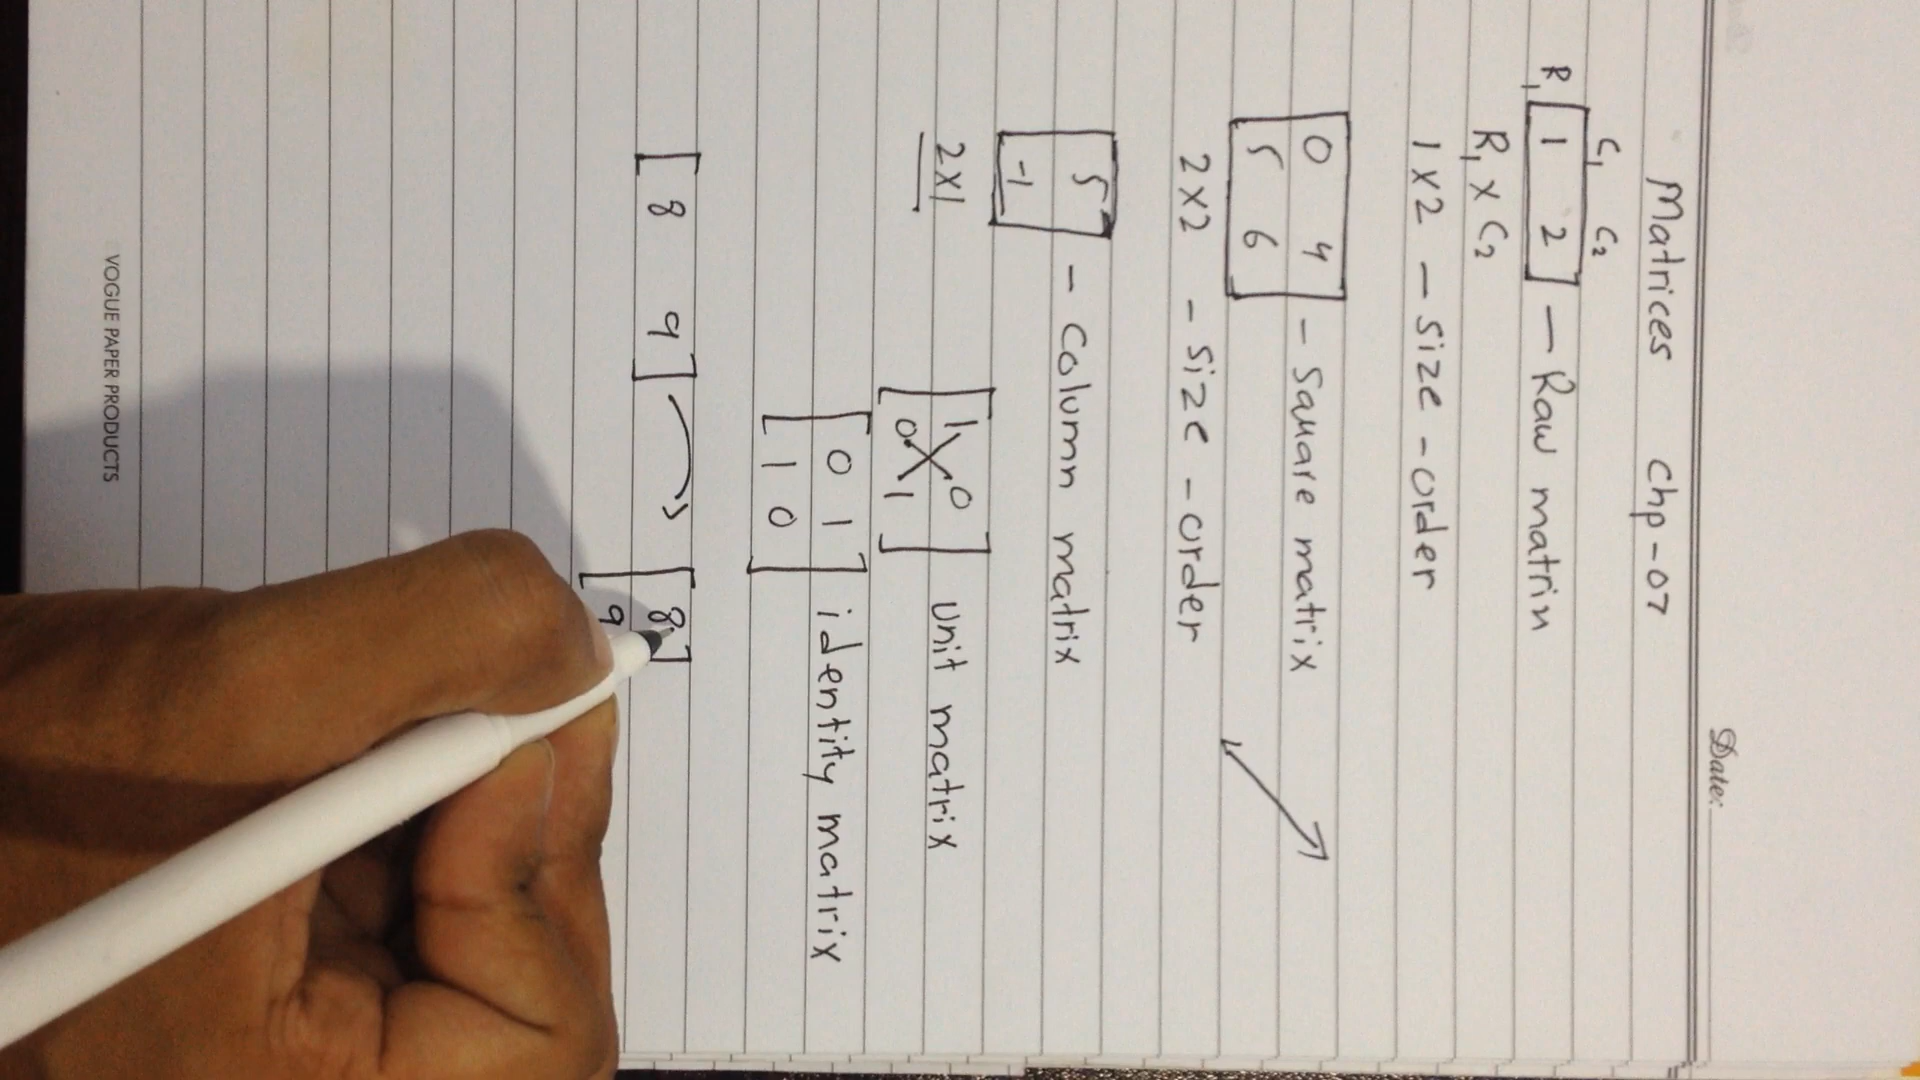 Date:
Matrices Chp-07
C1 C2
R1 [1 2] — Raw matrin
R1 x C2
1x2 - size - order
[0 4
5 6] - Square matrix
2x2 - size - order
[5
-1] - Column matrix
2x1
[1 0
0 1] unit matrix
[0 1
1 0] identity matrix
[8 9] [8
9
VOGUE PAPER PRODUCTS